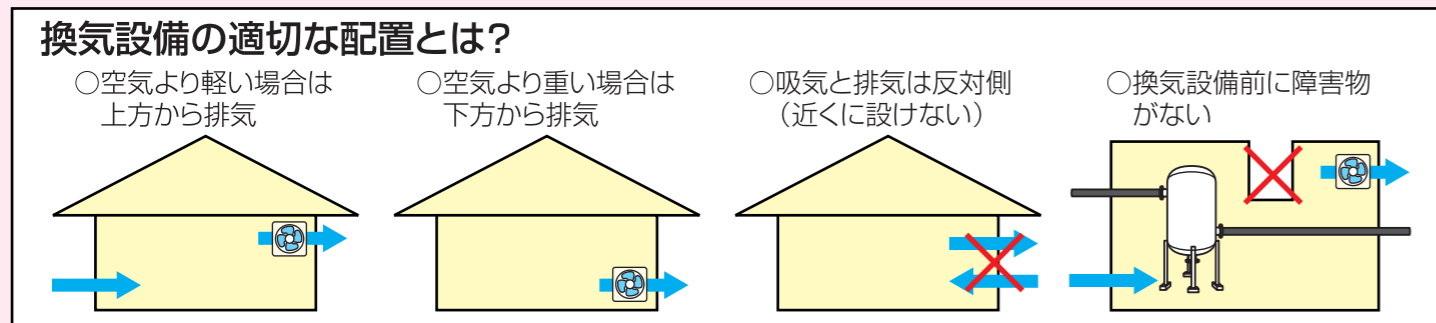 換気設備の適切な配置とは?
○空気より軽い場合は
上方から排気
○空気より重い場合は
下方から排気
○吸気と排気は反対側
（近くに設けない）
○換気設備前に障害物
がない